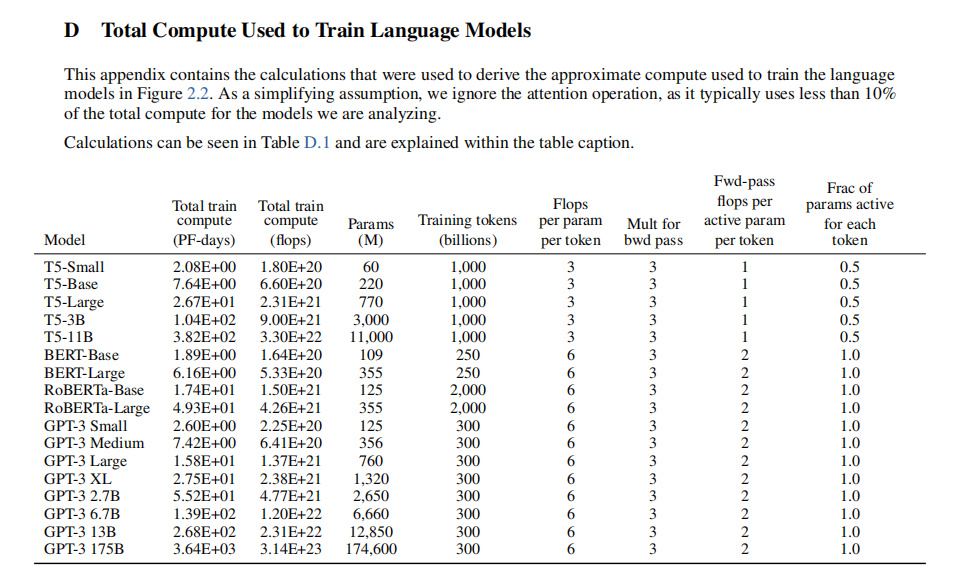 D Total Compute Used to Train Language Models
This appendix contains the calculations that were used to derive the approximate compute used to train the language
models in Figure 2.2. As a simplifying assumption, we ignore the attention operation, as it typically uses less than 10%
of the total compute for the models we are analyzing.
Calculations can be seen in Table D.1 and are explained within the table caption.
Fwd-pass
Flops flops per Frac of
Total train Total train params active
compute compute Params Training tokens per param Mult for active param for each
Model (PF-days) (flops) (M) (billions) per token bwd pass per token token
T5-Small 2.08E+00 1.80E+20 60 1,000 3 3 1 0.5
T5-Base 7.64E+00 6.60E+20 220 1,000 3 3 1 0.5
T5-Large 2.67E+01 2.31E+21 770 1,000 3 3 1 0.5
T5-3B 1.04E+02 9.00E+21 3,000 1,000 3 3 1 0.5
T5-11B 3.82E+02 3.30E+22 11,000 1,000 3 3 1 0.5
BERT-Base 1.89E+00 1.64E+20 109 250 6 3 2 1.0
BERT-Large 6.16E+00 5.33E+20 355 250 6 3 2 1.0
RoBERTa-Base 1.74E+01 1.50E+21 125 2,000 6 3 2 1.0
RoBERTa-Large 4.93E+01 4.26E+21 355 2,000 6 3 2 1.0
GPT-3 Small 2.60E+00 2.25E+20 125 300 6 3 2 1.0
GPT-3 Medium 7.42E+00 6.41E+20 356 300 6 3 2 1.0
GPT-3 Large 1.58E+01 1.37E+21 760 300 6 3 2 1.0
GPT-3 XL 2.75E+01 2.38E+21 1,320 300 6 3 2 1.0
GPT-3 2.7B 5.52E+01 4.77E+21 2,650 300 6 3 2 1.0
GPT-3 6.7B 1.39E+02 1.20E+22 6,660 300 6 3 2 1.0
GPT-3 13B 2.68E+02 2.31E+22 12,850 300 6 3 2 1.0
GPT-3 175B 3.64E+03 3.14E+23 174,600 300 6 3 2 1.0